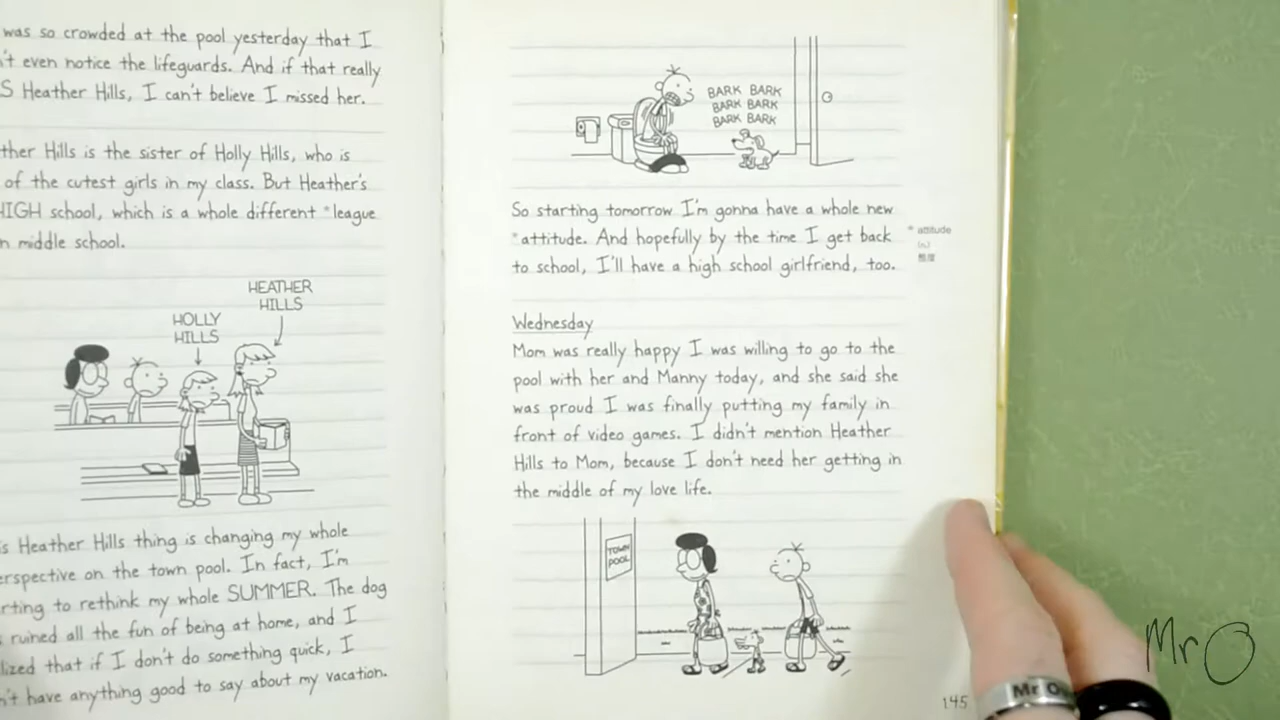 was so crowded at the pool yesterday that I
't even notice the lifeguards. And if that really
S Heather Hills, I can't believe I missed her.
ther Hills is the sister of Holly Hills, who is
of the cutest girls in my class. But Heather's
HIGH school, which is a whole different *league
n middle school.
HEATHER
HILLS
HOLLY
HILLS
s Heather Hills thing is changing my whole
erspective on the town pool. In fact, I'm
rting to rethink my whole SUMMER. The dog
ruined all the fun of being at home, and I
lized that if I don't do something quick, I
n't have anything good to say about my vacation.
BARK BARK
BARK BARK
BARK BARK
So starting tomorrow I'm gonna have a whole new
*attitude. And hopefully by the time I get back
to school, I'll have a high school girlfriend, too.
* attitude
(n.)
態度
Wednesday
Mom was really happy I was willing to go to the
pool with her and Manny today, and she said she
was proud I was finally putting my family in
front of video games. I didn't mention Heather
Hills to Mom, because I don't need her getting in
the middle of my love life.
TOWN
POOL
145
Mr O
Mr O